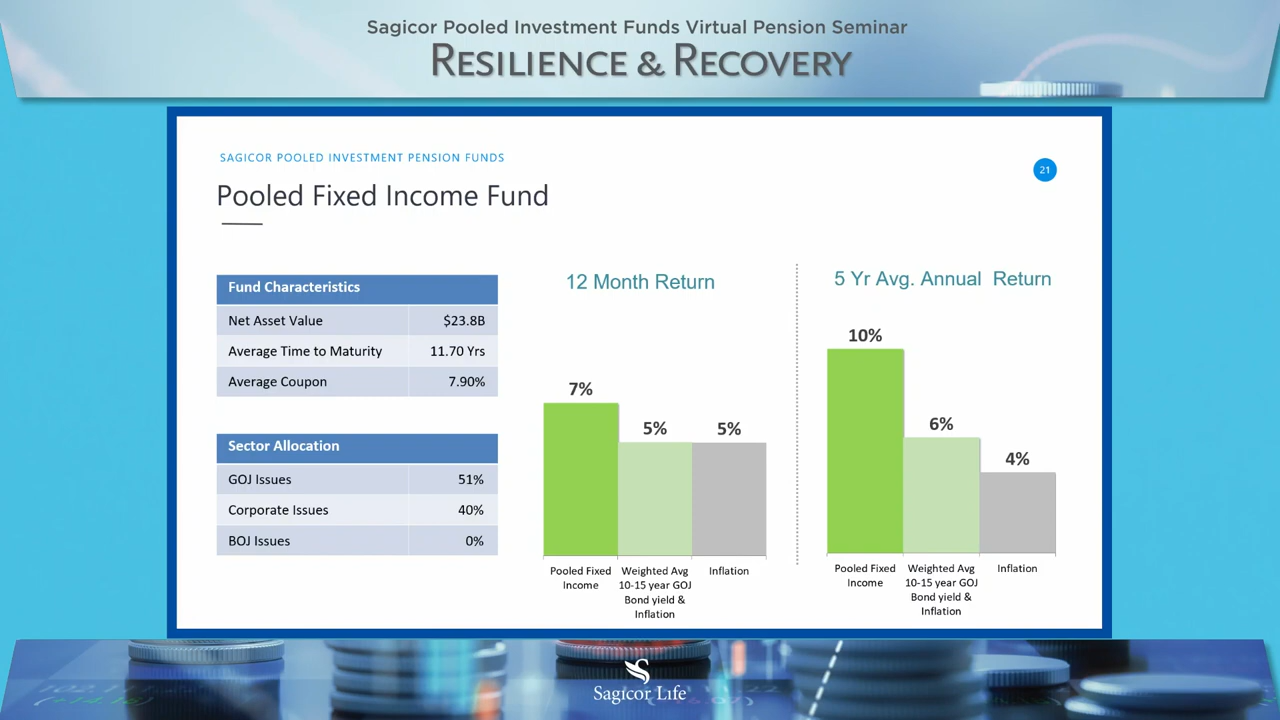 Sagicor Pooled Investment Funds Virtual Pension Seminar
RESILIENCE & RECOVERY
SAGICOR POOLED INVESTMENT PENSION FUNDS
21
Pooled Fixed Income Fund
Fund Characteristics
Net Asset Value $23.8B
Average Time to Maturity 11.70 Yrs
Average Coupon 7.90%
Sector Allocation
GOJ Issues 51%
Corporate Issues 40%
BOJ Issues 0%
12 Month Return
7%
5%
5%
Pooled Fixed
Income
Weighted Avg
10-15 year GOJ
Bond yield &
Inflation
Inflation
5 Yr Avg. Annual Return
10%
6%
4%
Pooled Fixed
Income
Weighted Avg
10-15 year GOJ
Bond yield &
Inflation
Inflation
Sagicor Life